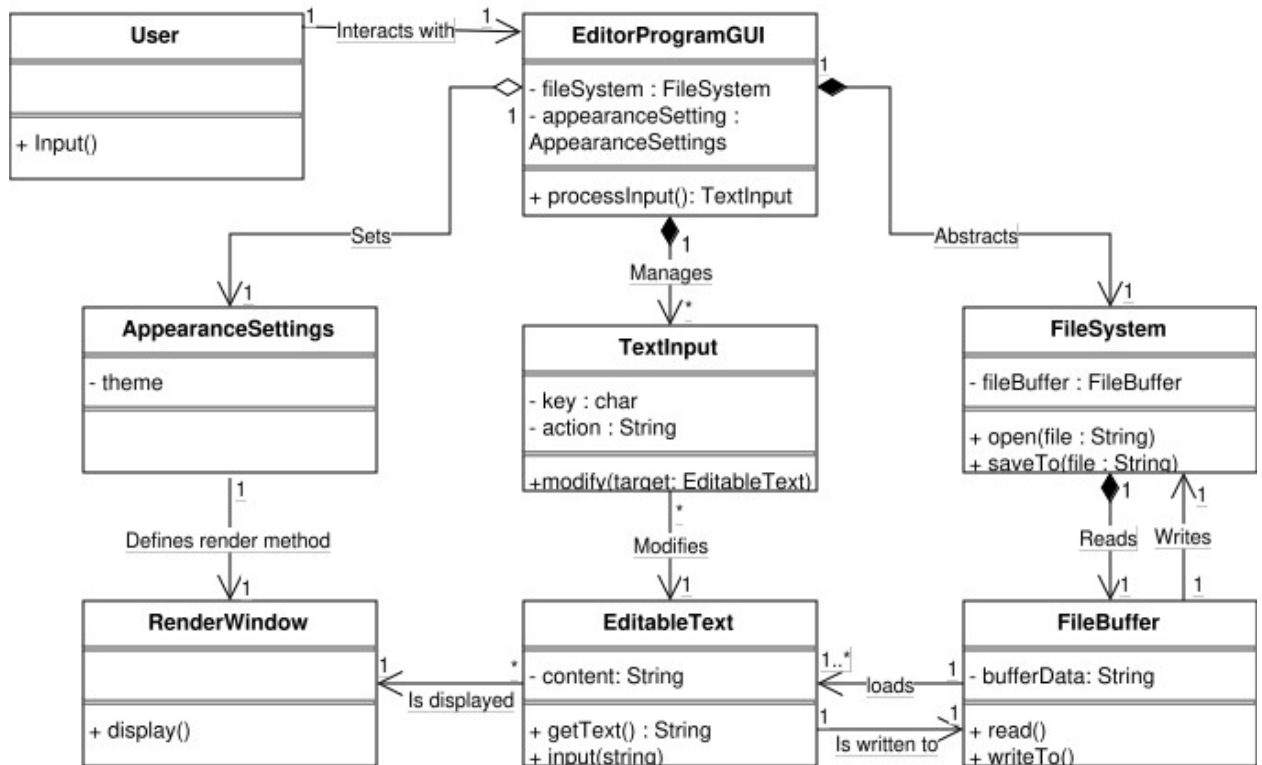 User
+ Input()
1
Interacts with
1
EditorProgramGUI
- fileSystem : FileSystem
- appearanceSetting :
AppearanceSettings
+ processInput(): TextInput
1
1
Sets
1
1
Manages
*
Abstracts
1
AppearanceSettings
- theme
TextInput
- key : char
- action : String
+modify(target: EditableText)
FileSystem
- fileBuffer : FileBuffer
+ open(file : String)
+ saveTo(file : String)
1
Defines render method
1
*
Modifies
1
1
Reads
1
1
Writes
1
RenderWindow
+ display()
1
Is displayed
*
EditableText
- content: String
+ getText() : String
+ input(string)
1..*
loads
1
1
Is written to
1
FileBuffer
- bufferData: String
+ read()
+ writeTo()